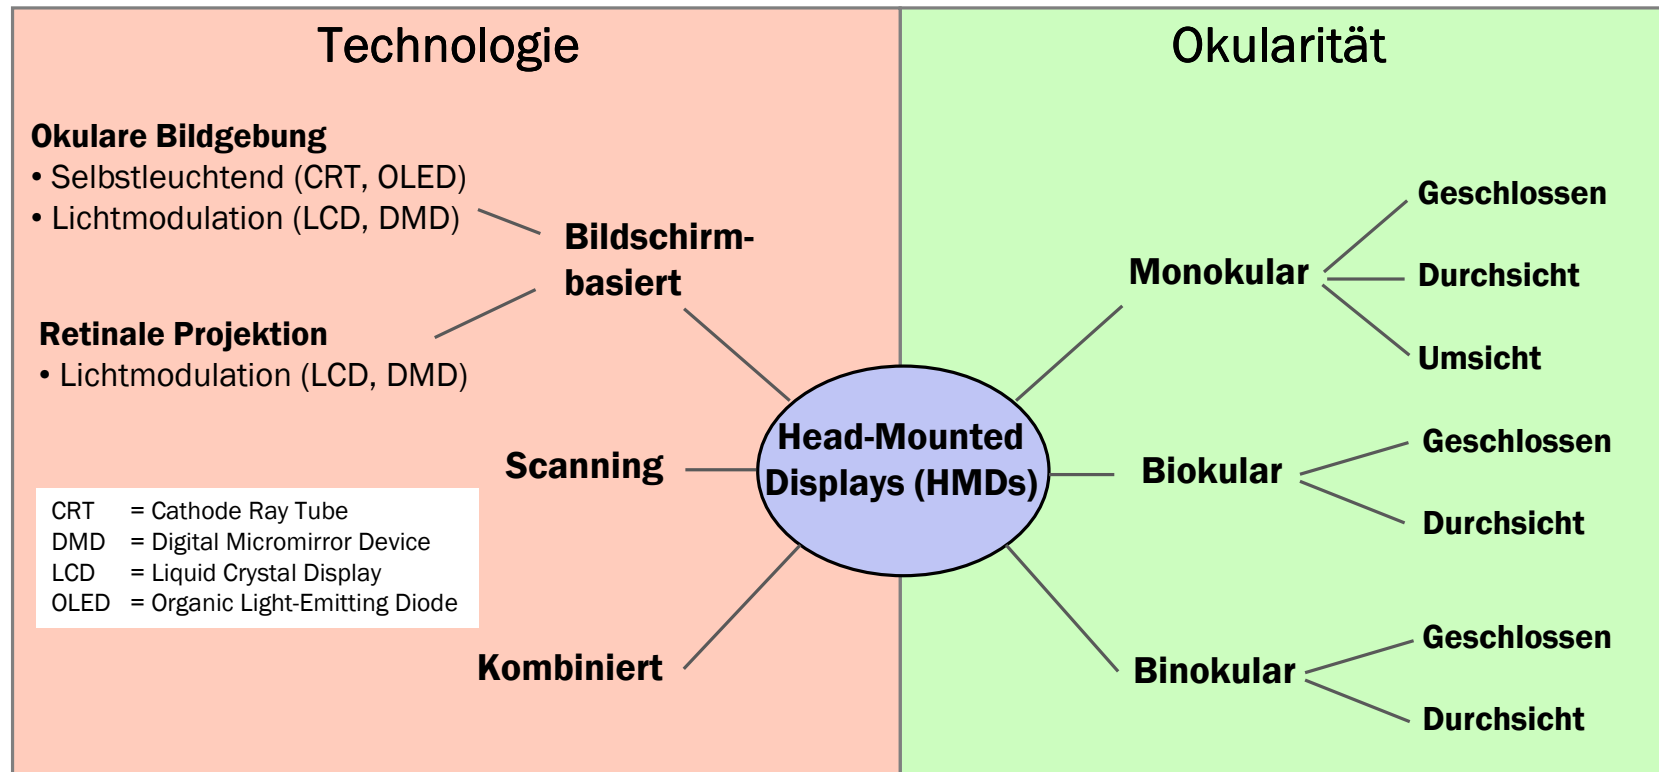 Technologie
Okulare Bildgebung
• Selbstleuchtend (CRT, OLED)
• Lichtmodulation (LCD, DMD)
Bildschirm-
basiert
Retinale Projektion
• Lichtmodulation (LCD, DMD)
Scanning
CRT = Cathode Ray Tube
DMD = Digital Micromirror Device
LCD = Liquid Crystal Display
OLED = Organic Light-Emitting Diode
Kombiniert
Head-Mounted
Displays (HMDs)
Okularität
Monokular
Geschlossen
Durchsicht
Umsicht
Biokular
Geschlossen
Durchsicht
Binokular
Geschlossen
Durchsicht